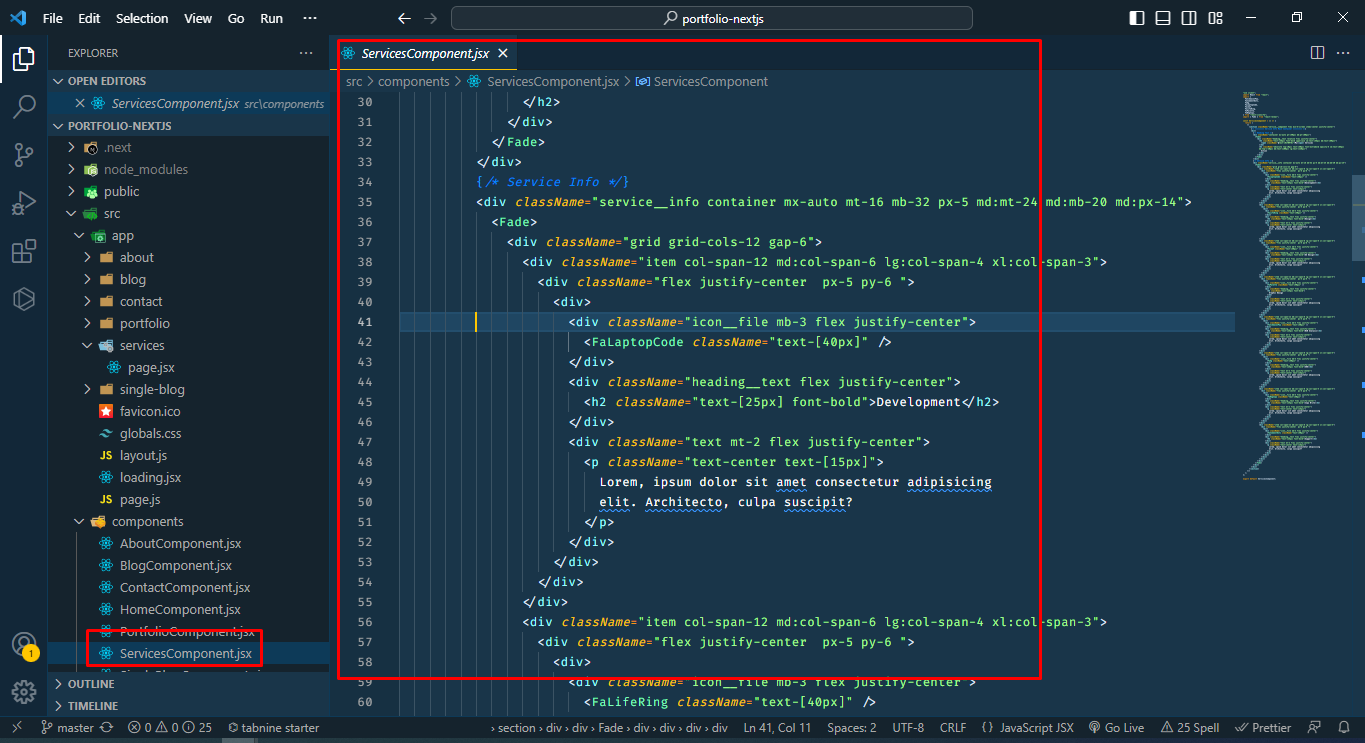 File Edit Selection View Go Run ··· portfolio-nextjs
EXPLORER ···
OPEN EDITORS
ServicesComponent.jsx src\components
PORTFOLIO-NEXTJS
.next
node_modules
public
src
app
about
blog
contact
portfolio
services
page.jsx
single-blog
favicon.ico
globals.css
JS layout.js
loading.jsx
JS page.js
components
AboutComponent.jsx
BlogComponent.jsx
ContactComponent.jsx
HomeComponent.jsx
PortfolioComponent.jsx
ServicesComponent.jsx
OUTLINE
TIMELINE
1
ServicesComponent.jsx
src > components > ServicesComponent.jsx > ServicesComponent
30 </h2>
31 </div>
32 </Fade>
33 </div>
34 {/* Service Info */}
35 <div className="service__info container mx-auto mt-16 mb-32 px-5 md:mt-24 md:mb-20 md:px-14">
36 <Fade>
37 <div className="grid grid-cols-12 gap-6">
38 <div className="item col-span-12 md:col-span-6 lg:col-span-4 xl:col-span-3">
39 <div className="flex justify-center  px-5 py-6 ">
40 <div>
41 <div className="icon__file mb-3 flex justify-center">
42 <FaLaptopCode className="text-[40px]" />
43 </div>
44 <div className="heading__text flex justify-center">
45 <h2 className="text-[25px] font-bold">Development</h2>
46 </div>
47 <div className="text mt-2 flex justify-center">
48 <p className="text-center text-[15px]">
49 Lorem, ipsum dolor sit amet consectetur adipisicing
50 elit. Architecto, culpa suscipit?
51 </p>
52 </div>
53 </div>
54 </div>
55 </div>
56 <div className="item col-span-12 md:col-span-6 lg:col-span-4 xl:col-span-3">
57 <div className="flex justify-center  px-5 py-6 ">
58 <div>
59 <div className="icon__file mb-3 flex justify-center">
60 <FaLifeRing className="text-[40px]" />
master 0 0 25 tabnine starter › section › div › div › Fade › div › div › div › div Ln 41, Col 11 Spaces: 2 UTF-8 CRLF {} JavaScript JSX Go Live 25 Spell Prettier